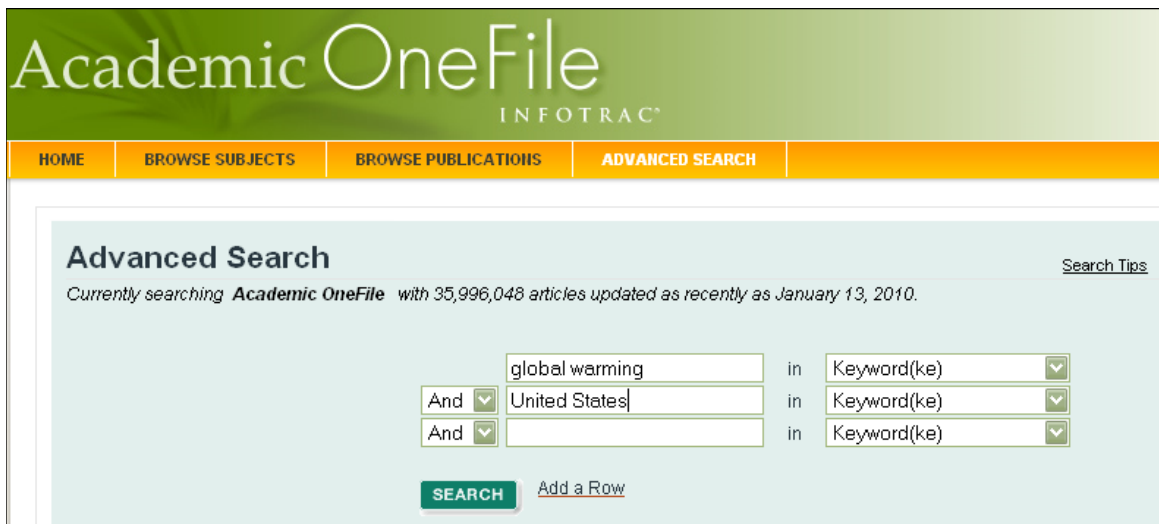 Academic OneFile
INFOTRAC®
HOME BROWSE SUBJECTS BROWSE PUBLICATIONS ADVANCED SEARCH
Advanced Search
Search Tips
Currently searching Academic OneFile with 35,996,048 articles updated as recently as January 13, 2010.
global warming in Keyword(ke)
And United States in Keyword(ke)
And in Keyword(ke)
SEARCH Add a Row